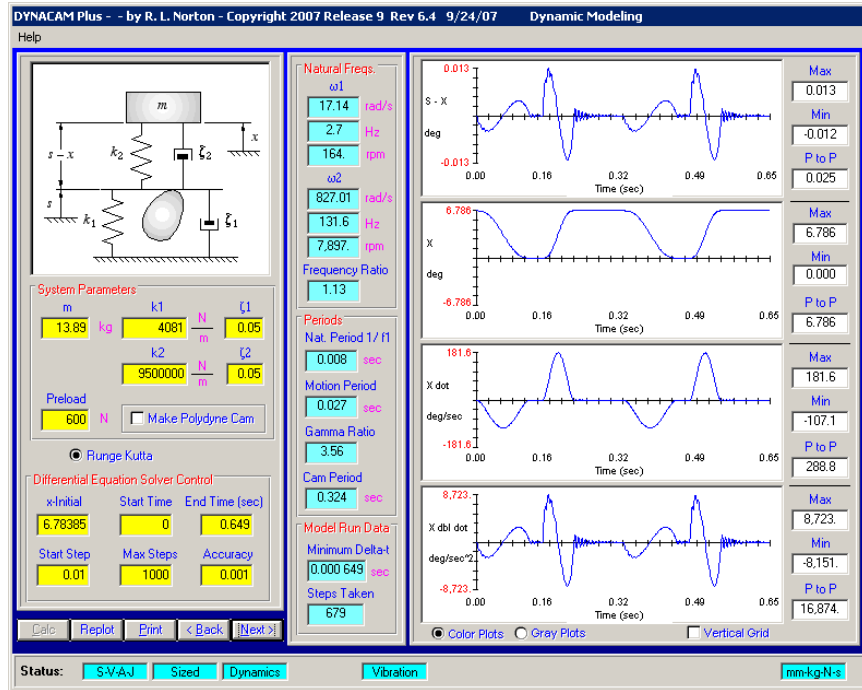 DYNACAM Plus - - by R. L. Norton - Copyright 2007 Release 9 Rev 6.4 9/24/07 Dynamic Modeling
Help
m
x
s – x
k2
ζ2
s
k1
ζ1
System Parameters
m k1 ζ1
13.89 kg 4081 N/m 0.05
k2 ζ2
9500000 N/m 0.05
Preload
600 N Make Polydyne Cam
Runge Kutta
Differential Equation Solver Control
x-Initial Start Time End Time (sec)
6.78385 0 0.649
Start Step Max Steps Accuracy
0.01 1000 0.001
Calc Replot Print < Back Next >
Natural Freqs.
ω1
17.14 rad/s
2.7 Hz
164. rpm
ω2
827.01 rad/s
131.6 Hz
7,897. rpm
Frequency Ratio
1.13
Periods
Nat. Period 1/ f1
0.008 sec
Motion Period
0.027 sec
Gamma Ratio
3.56
Cam Period
0.324 sec
Model Run Data
Minimum Delta-t
0.000 649 sec
Steps Taken
679
0.013
S - X
deg
-0.013
0.00 0.16 0.32 0.49 0.65
Time (sec)
Max
0.013
Min
-0.012
P to P
0.025
6.786
X
deg
-6.786
0.00 0.16 0.32 0.49 0.65
Time (sec)
Max
6.786
Min
0.000
P to P
6.786
181.6
X dot
deg/sec
-181.6
0.00 0.16 0.32 0.49 0.65
Time (sec)
Max
181.6
Min
-107.1
P to P
288.8
8,723.
X dbl dot
deg/sec^2
-8,723.
0.00 0.16 0.32 0.49 0.65
Time (sec)
Max
8,723.
Min
-8,151.
P to P
16,874.
Color Plots Gray Plots Vertical Grid
Status: S-V-A-J Sized Dynamics Vibration mm-kg-N-s